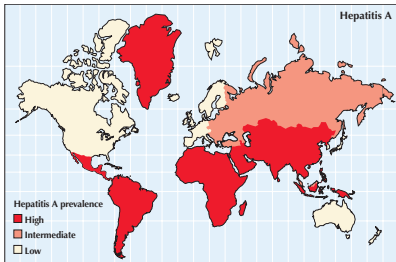 Hepatitis A
Hepatitis A prevalence
High
Intermediate
Low